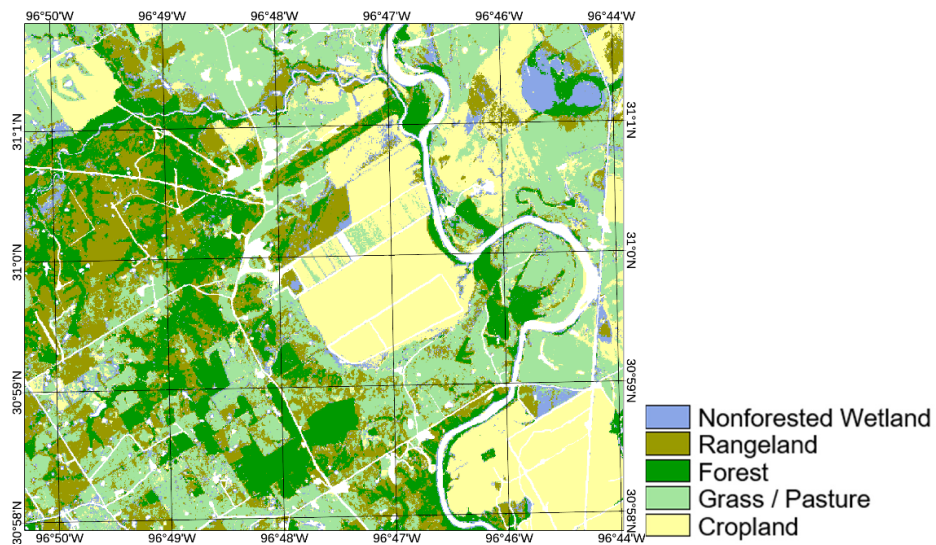 96°50'W 96°49'W 96°48'W 96°47'W 96°46'W 96°44'W
31°1'N 31°1'N
31°0'N 31°0'N
30°59'N 30°59'N
30°58'N 30°58'N
96°50'W 96°49'W 96°48'W 96°47'W 96°46'W 96°44'W
Nonforested Wetland
Rangeland
Forest
Grass / Pasture
Cropland